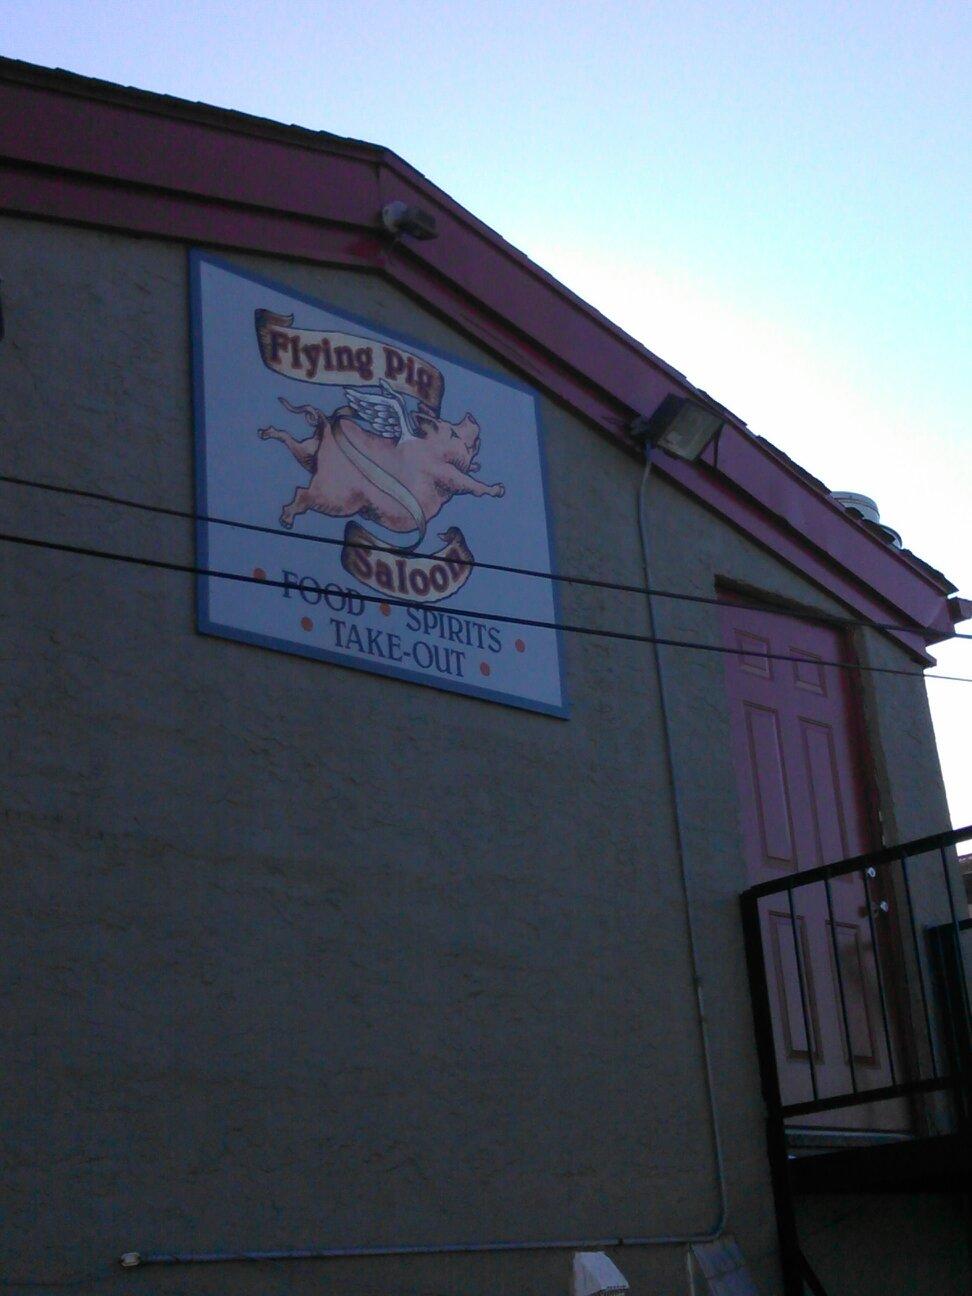 Flying Pig
Saloon
• FOOD • SPIRITS •
• TAKE-OUT •